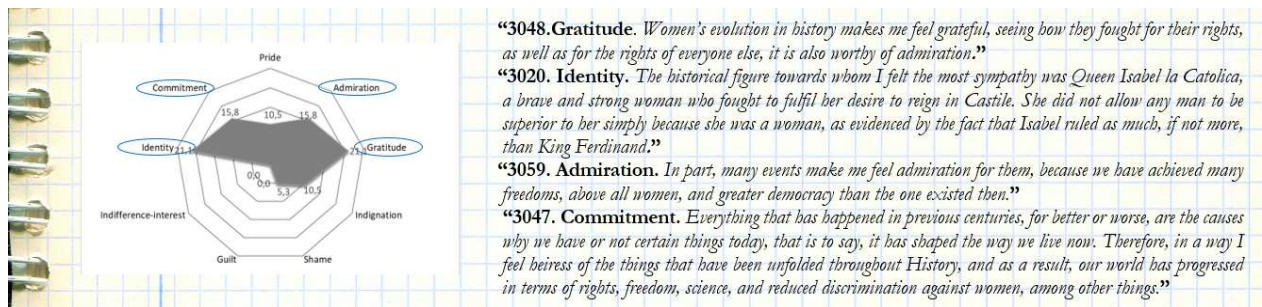 Pride
Commitment
Admiration
15,8
10,5
15,8
Identity
21,1
21,1
Gratitude
0,0
0,0
5,3
10,5
Indifference-interest
Indignation
Guilt
Shame
“3048.Gratitude. Women’s evolution in history makes me feel grateful, seeing how they fought for their rights,
as well as for the rights of everyone else, it is also worthy of admiration.”
“3020. Identity. The historical figure towards whom I felt the most sympathy was Queen Isabel la Catolica,
a brave and strong woman who fought to fulfil her desire to reign in Castile. She did not allow any man to be
superior to her simply because she was a woman, as evidenced by the fact that Isabel ruled as much, if not more,
than King Ferdinand.”
“3059. Admiration. In part, many events make me feel admiration for them, because we have achieved many
freedoms, above all women, and greater democracy than the one existed then.”
“3047. Commitment. Everything that has happened in previous centuries, for better or worse, are the causes
why we have or not certain things today, that is to say, it has shaped the way we live now. Therefore, in a way I
feel heiress of the things that have been unfolded throughout History, and as a result, our world has progressed
in terms of rights, freedom, science, and reduced discrimination against women, among other things.”